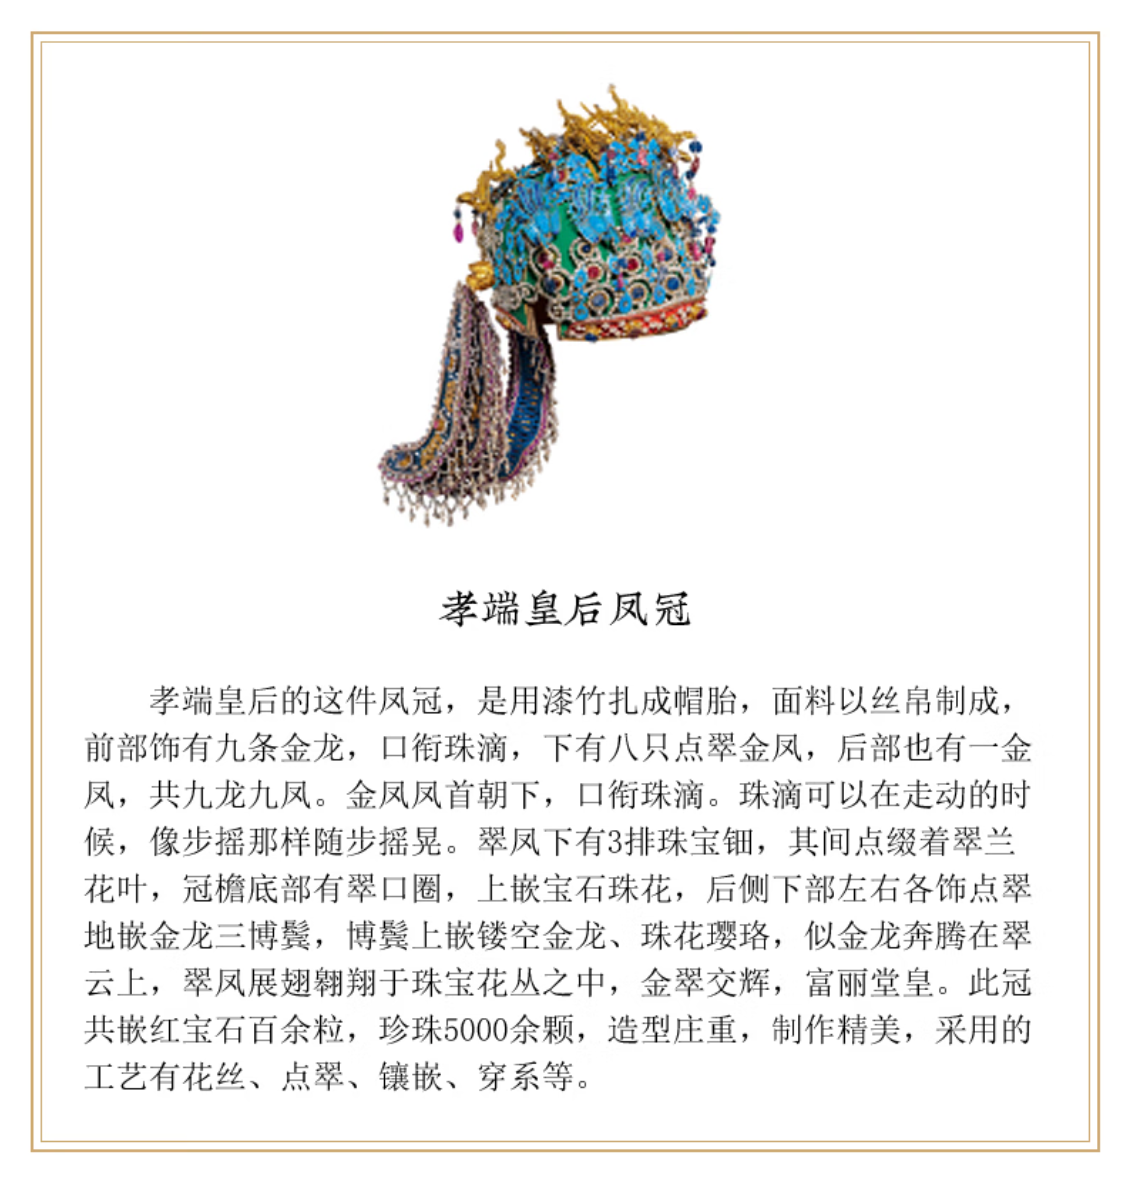 孝端皇后凤冠
孝端皇后的这件凤冠，是用漆竹扎成帽胎，面料以丝帛制成，
前部饰有九条金龙，口衔珠滴，下有八只点翠金凤，后部也有一金
凤，共九龙九凤。金凤凤首朝下，口衔珠滴。珠滴可以在走动的时
候，像步摇那样随步摇晃。翠凤下有3排珠宝钿，其间点缀着翠兰
花叶，冠檐底部有翠口圈，上嵌宝石珠花，后侧下部左右各饰点翠
地嵌金龙三博鬓，博鬓上嵌镂空金龙、珠花璎珞，似金龙奔腾在翠
云上，翠凤展翅翱翔于珠宝花丛之中，金翠交辉，富丽堂皇。此冠
共嵌红宝石百余粒，珍珠5000余颗，造型庄重，制作精美，采用的
工艺有花丝、点翠、镶嵌、穿系等。